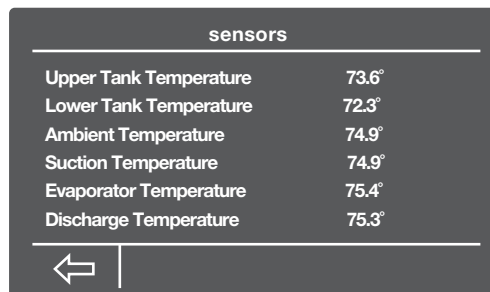 sensors
Upper Tank Temperature 73.6°
Lower Tank Temperature 72.3°
Ambient Temperature 74.9°
Suction Temperature 74.9°
Evaporator Temperature 75.4°
Discharge Temperature 75.3°